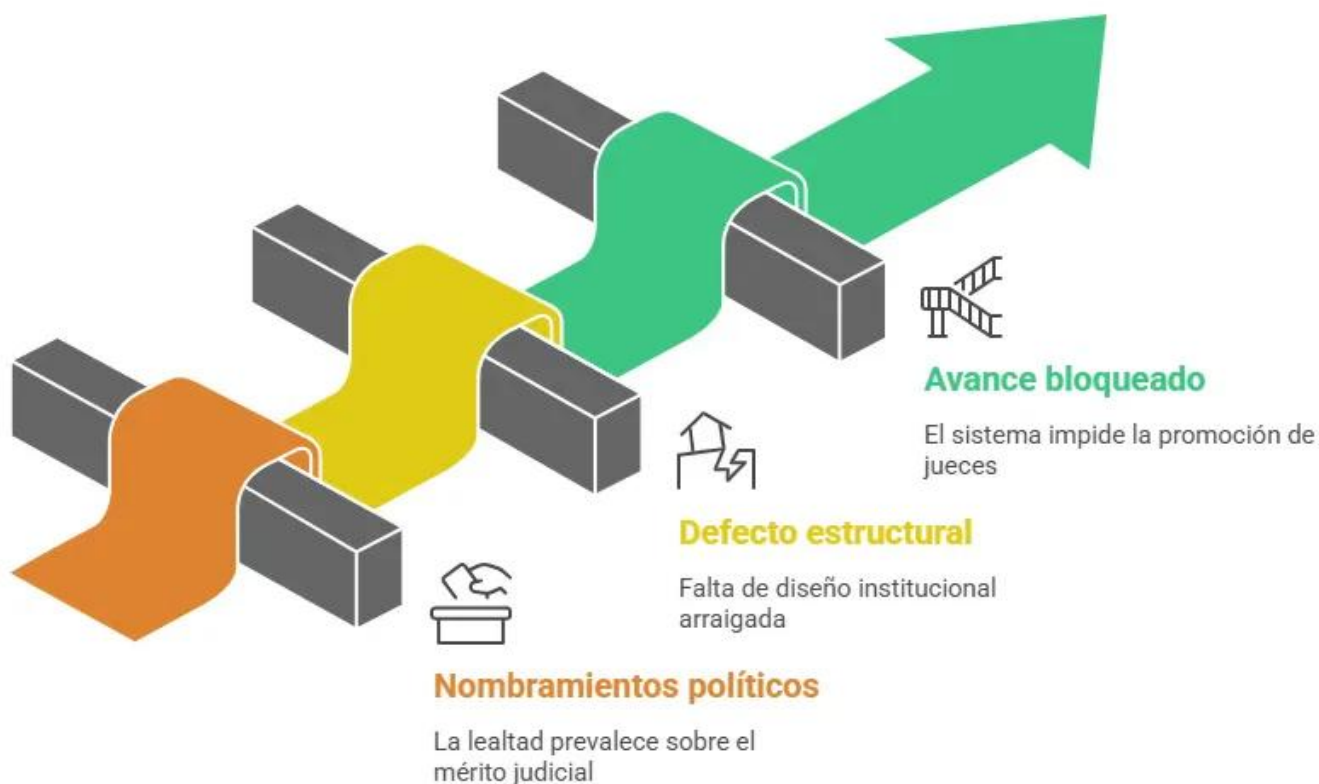 Avance bloqueado
El sistema impide la promoción de
jueces
Defecto estructural
Falta de diseño institucional
arraigada
Nombramientos políticos
La lealtad prevalece sobre el
mérito judicial